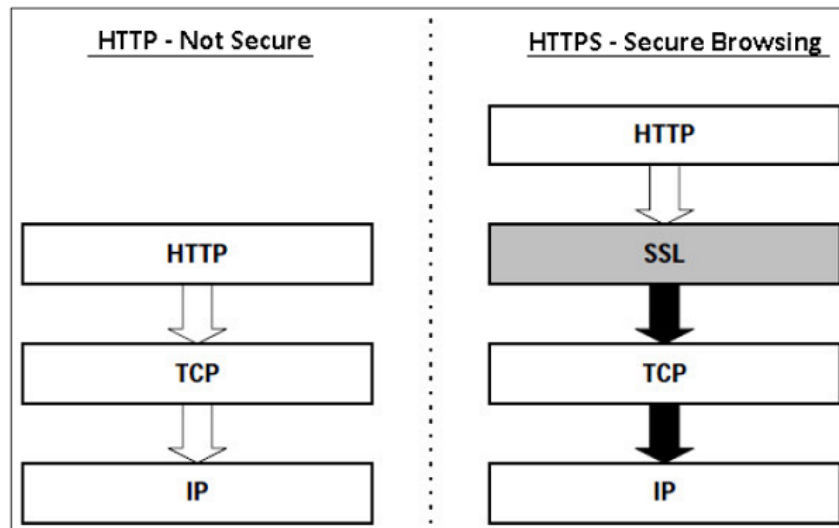 HTTP - Not Secure
HTTPS - Secure Browsing
HTTP
HTTP
SSL
TCP
TCP
IP
IP